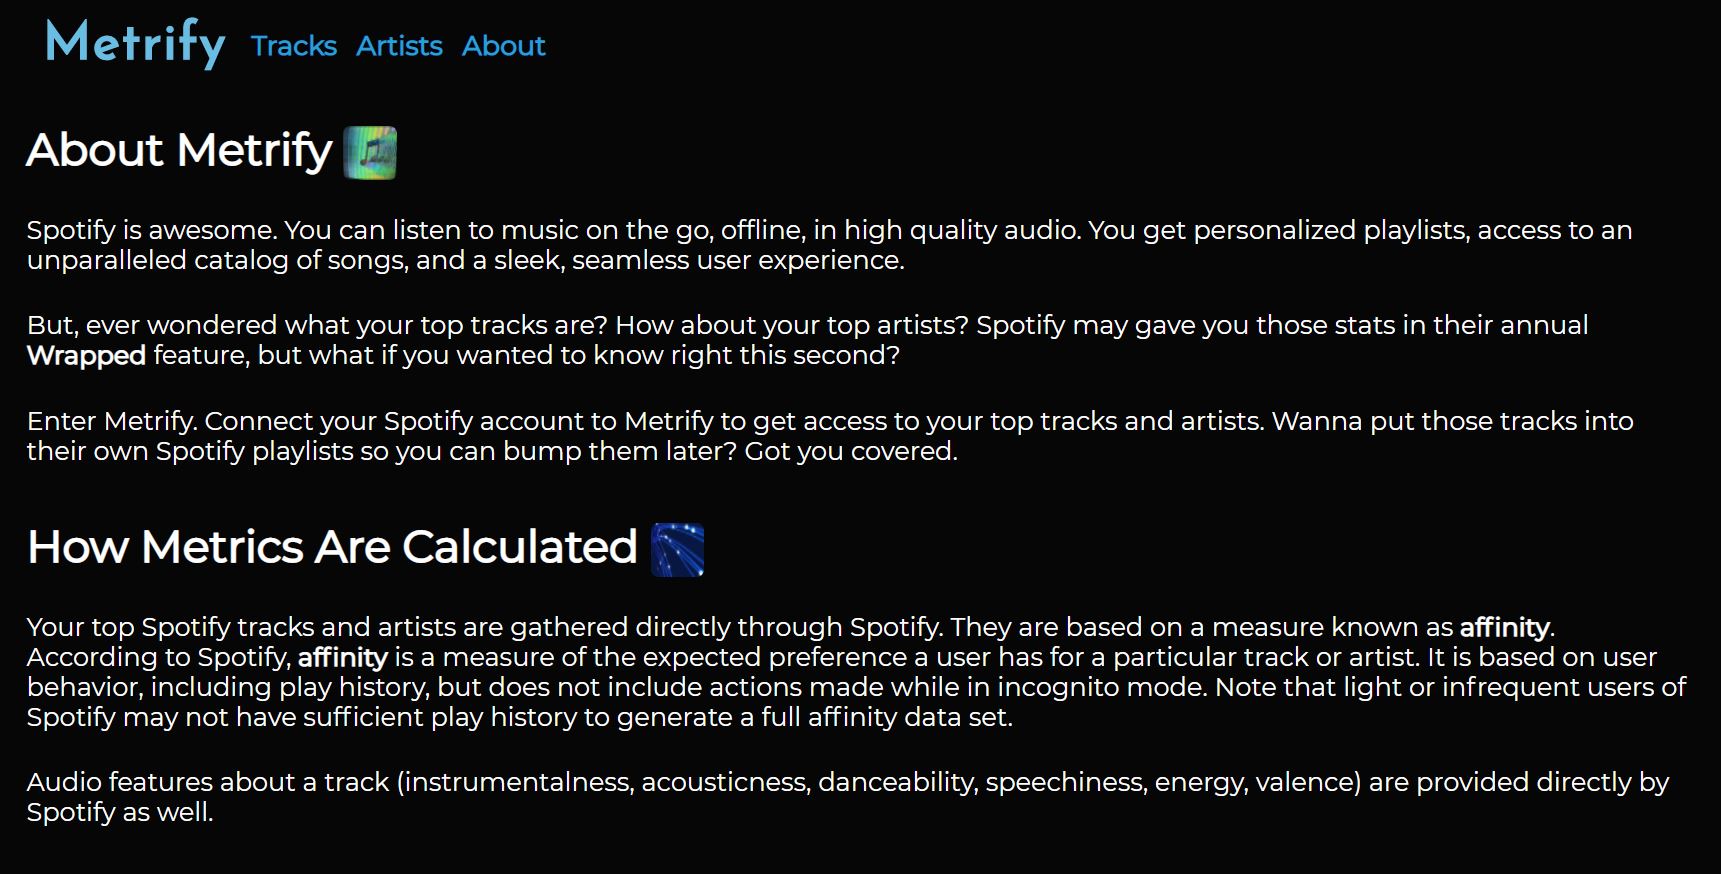 Metrify Tracks Artists About
About Metrify
Spotify is awesome. You can listen to music on the go, offline, in high quality audio. You get personalized playlists, access to an
unparalleled catalog of songs, and a sleek, seamless user experience.
But, ever wondered what your top tracks are? How about your top artists? Spotify may gave you those stats in their annual
Wrapped feature, but what if you wanted to know right this second?
Enter Metrify. Connect your Spotify account to Metrify to get access to your top tracks and artists. Wanna put those tracks into
their own Spotify playlists so you can bump them later? Got you covered.
How Metrics Are Calculated
Your top Spotify tracks and artists are gathered directly through Spotify. They are based on a measure known as affinity.
According to Spotify, affinity is a measure of the expected preference a user has for a particular track or artist. It is based on user
behavior, including play history, but does not include actions made while in incognito mode. Note that light or infrequent users of
Spotify may not have sufficient play history to generate a full affinity data set.
Audio features about a track (instrumentalness, acousticness, danceability, speechiness, energy, valence) are provided directly by
Spotify as well.